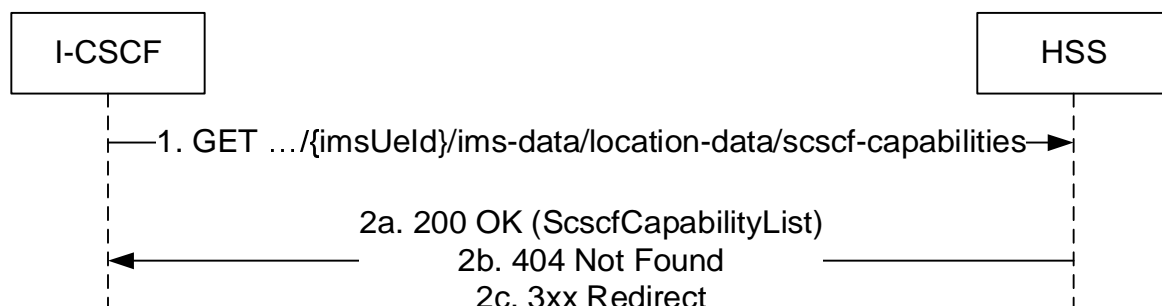 I-CSCF
HSS
1. GET …/{imsUeId}/ims-data/location-data/scscf-capabilities
2a. 200 OK (ScscfCapabilityList)
2b. 404 Not Found
2c. 3xx Redirect